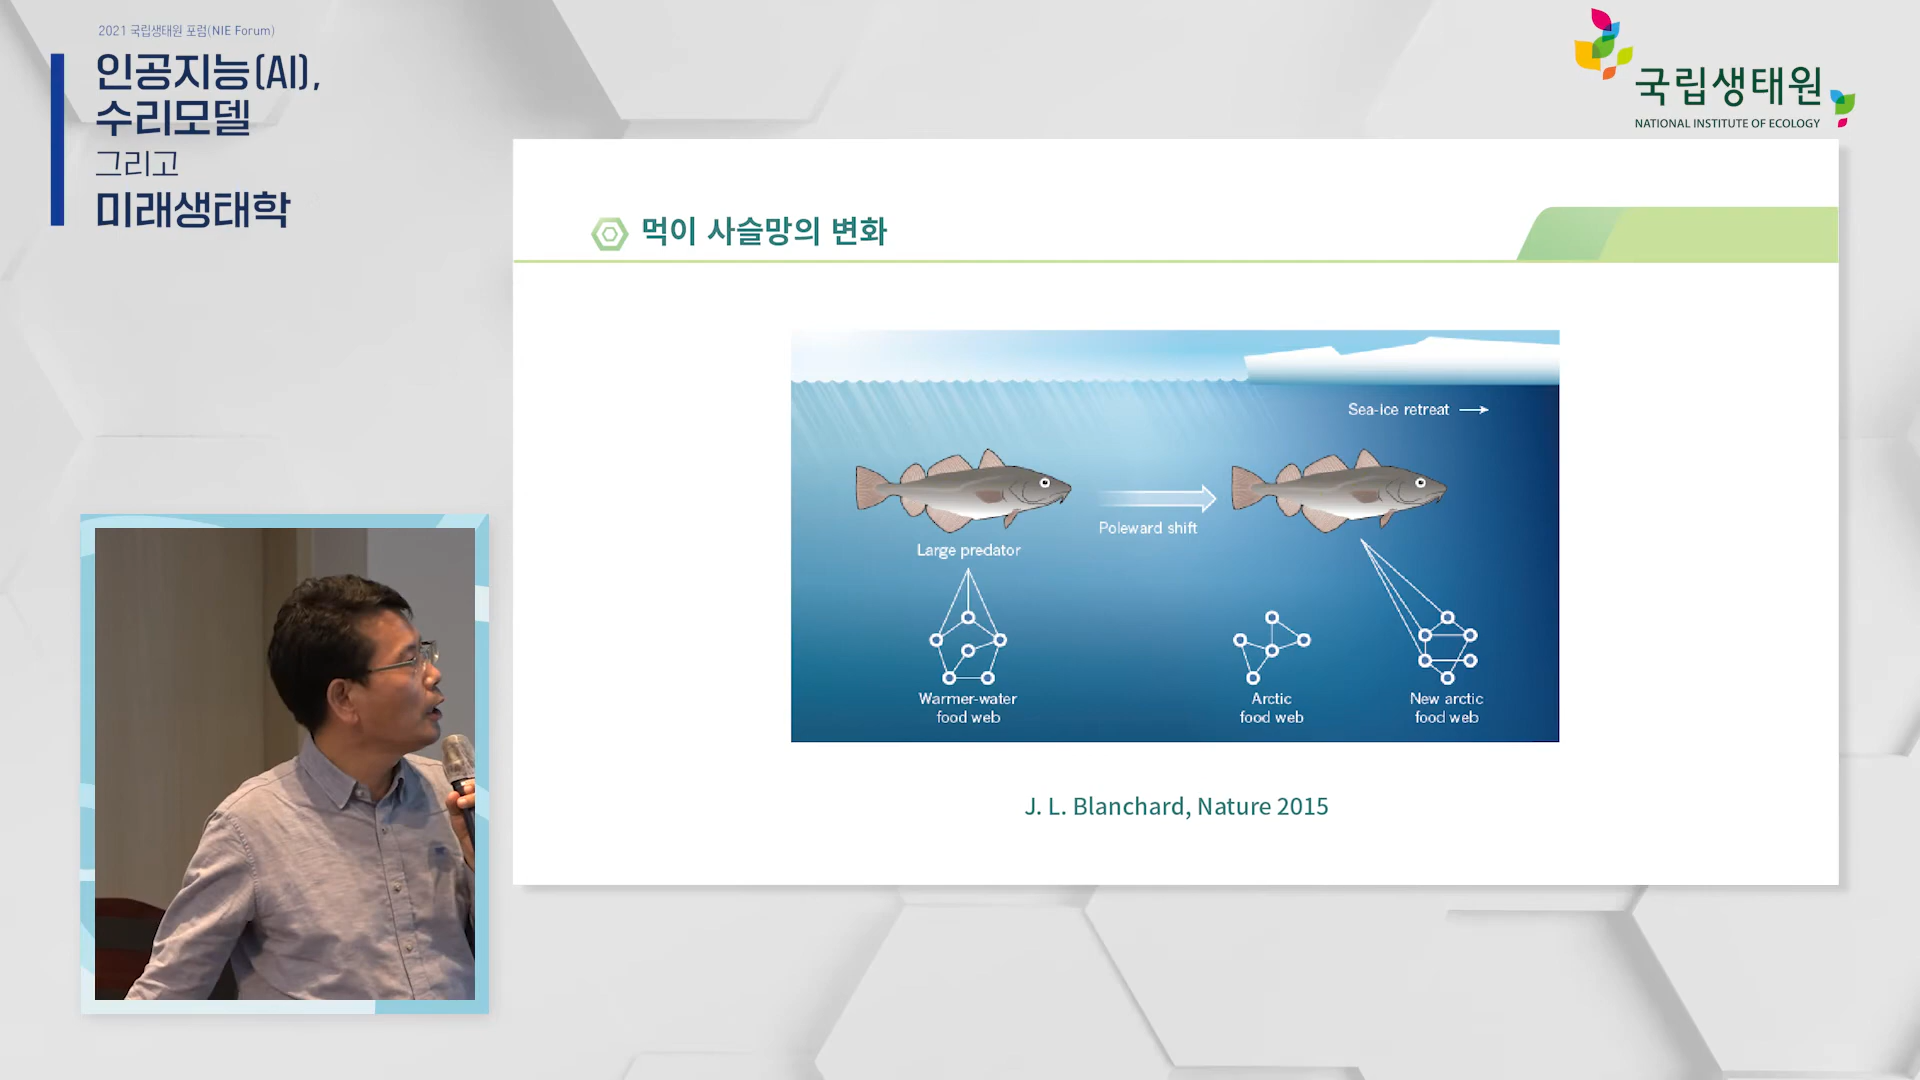 2021 국립생태원 포럼(NIE Forum)
인공지능(AI),
수리모델
그리고
미래생태학
국립생태원
NATIONAL INSTITUTE OF ECOLOGY
먹이 사슬망의 변화
Sea-ice retreat
Poleward shift
Large predator
Warmer-water
food web
Arctic
food web
New arctic
food web
J. L. Blanchard, Nature 2015